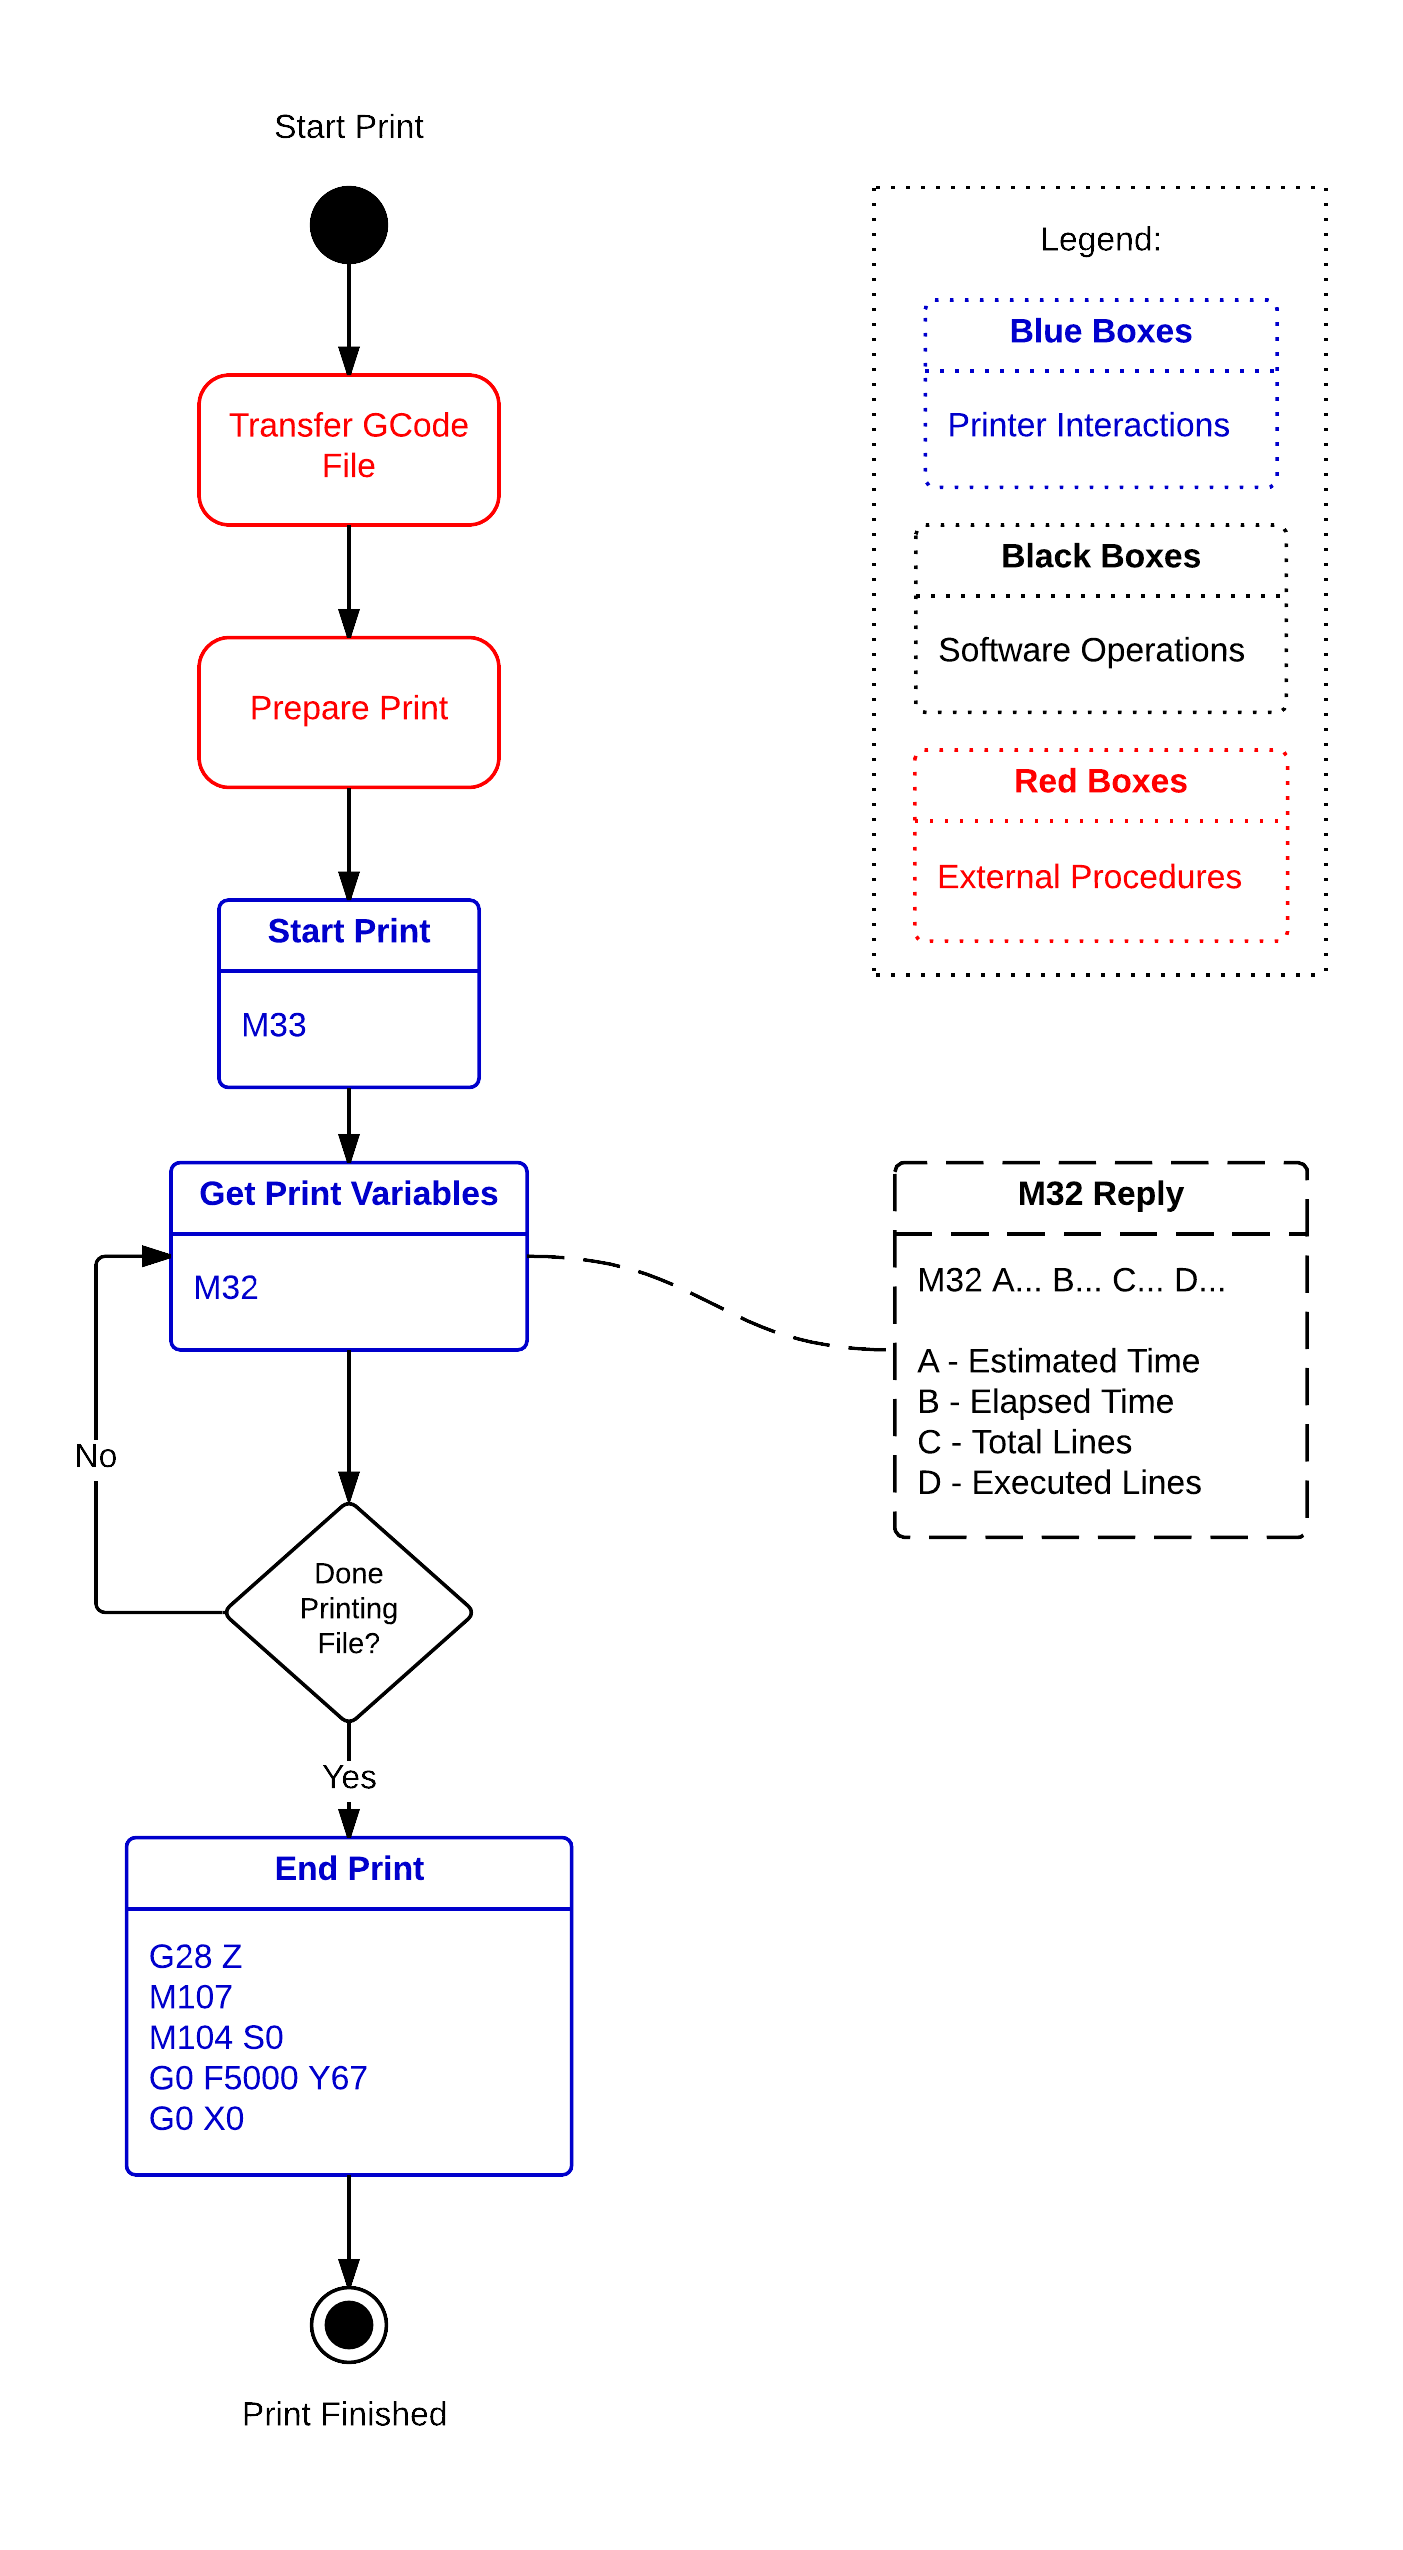 Start Print
Transfer GCode
File
Prepare Print
Start Print
M33
Get Print Variables
M32
No
Done
Printing
File?
Yes
End Print
G28 Z
M107
M104 S0
G0 F5000 Y67
G0 X0
Print Finished
Legend:
Blue Boxes
Printer Interactions
Black Boxes
Software Operations
Red Boxes
External Procedures
M32 Reply
M32 A... B... C... D...
A - Estimated Time
B - Elapsed Time
C - Total Lines
D - Executed Lines